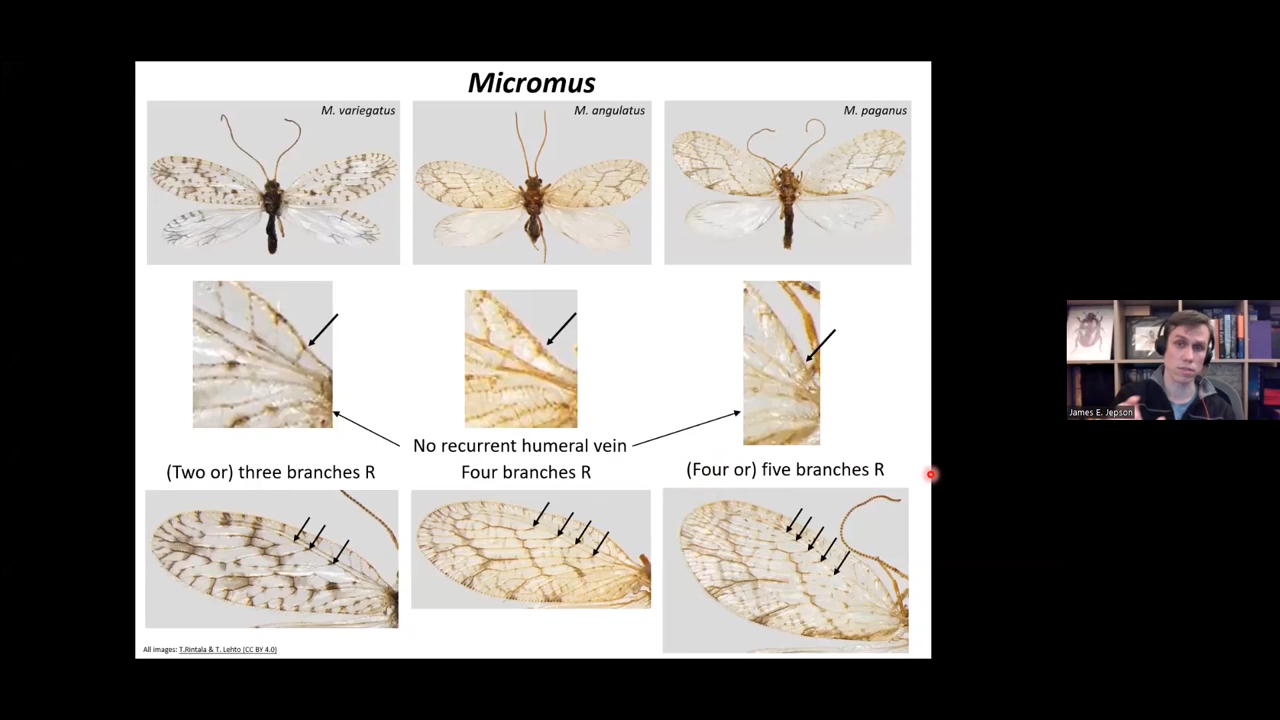 Micromus
M. variegatus
M. angulatus
M. paganus
No recurrent humeral vein
(Two or) three branches R
Four branches R
(Four or) five branches R
All images: T.Rintala & T. Lehto (CC BY 4.0)
James E. Jepson